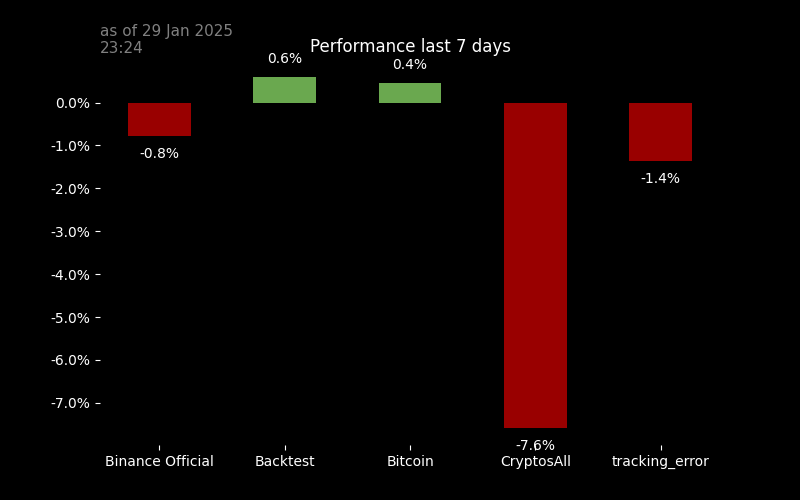 as of 29 Jan 2025
23:24
Performance last 7 days
0.6%
0.4%
0.0%
-0.8%
-1.0%
-1.4%
-2.0%
-3.0%
-4.0%
-5.0%
-6.0%
-7.0%
-7.6%
Binance Official
Backtest
Bitcoin
CryptosAll
tracking_error